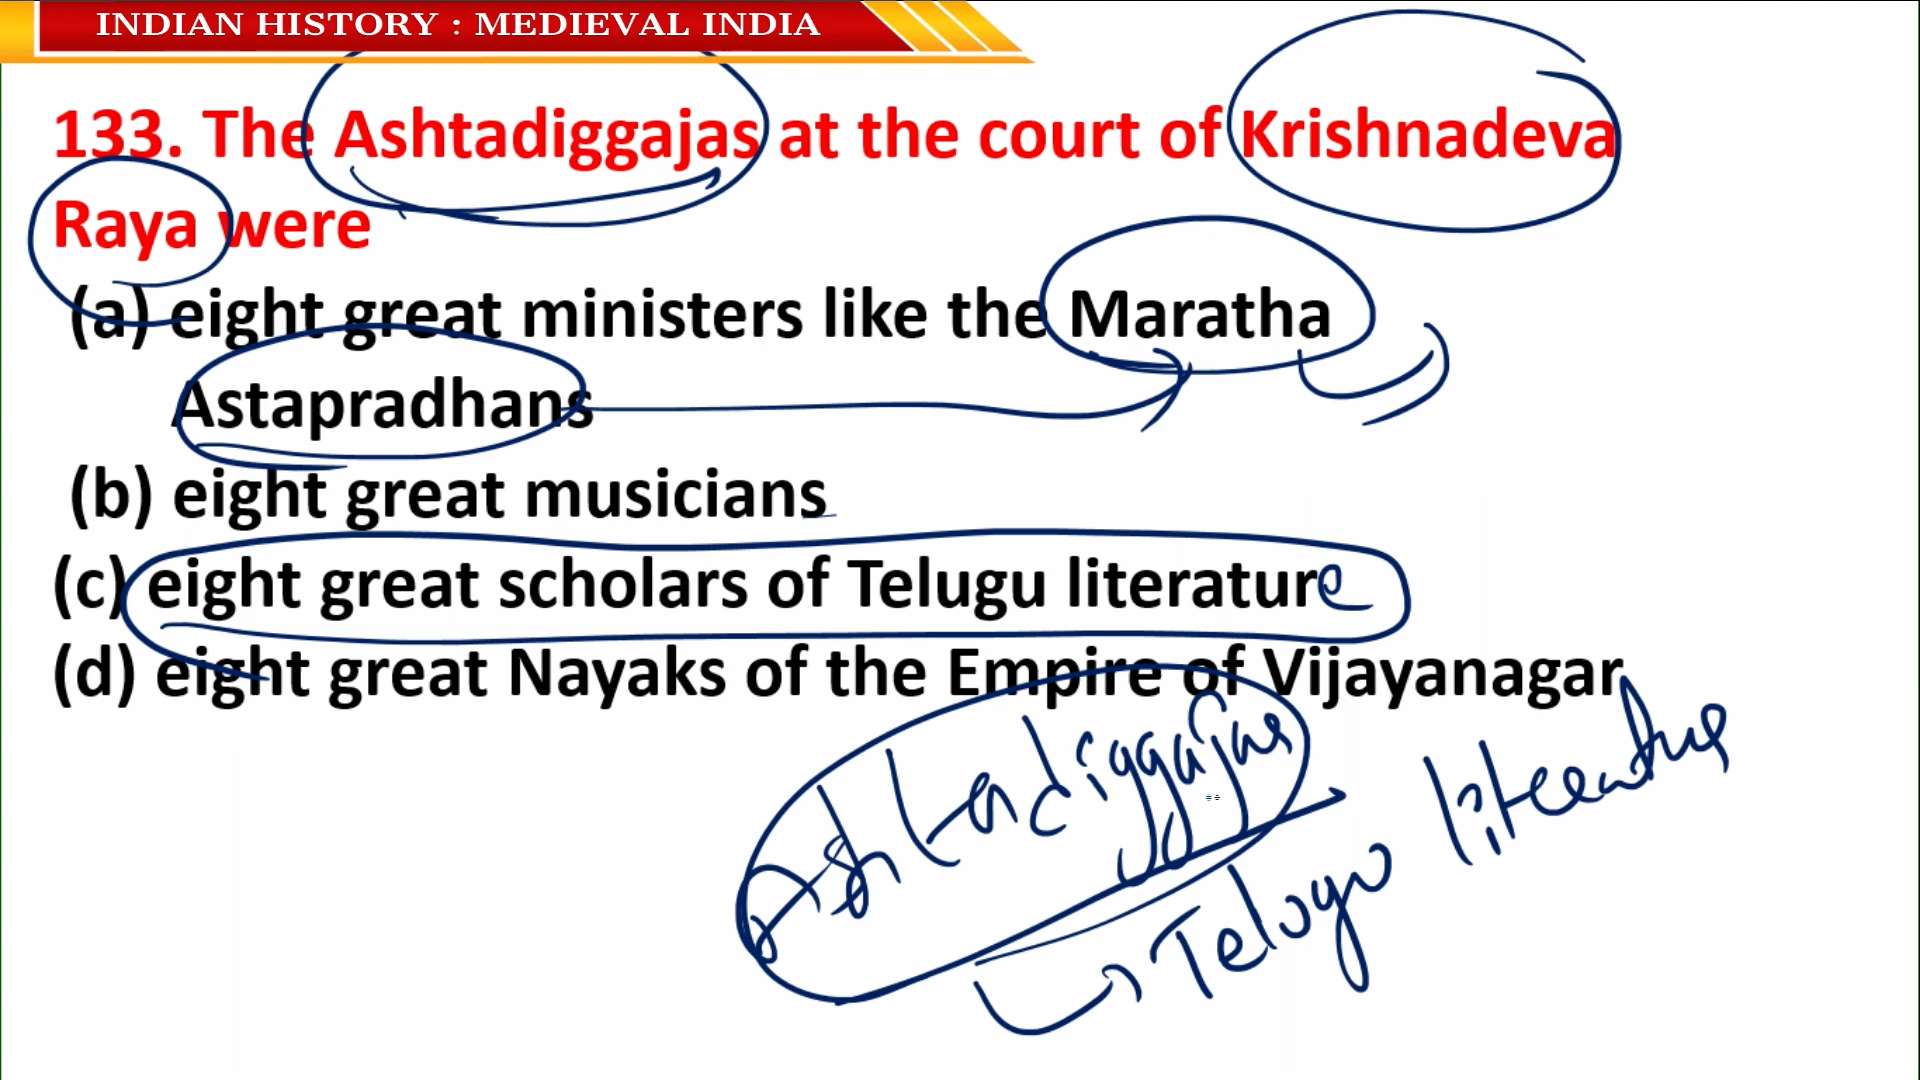 INDIAN HISTORY : MEDIEVAL INDIA
133. The Ashtadiggajas at the court of Krishnadeva
Raya were
(a) eight great ministers like the Maratha
Astapradhans
(b) eight great musicians
(c) eight great scholars of Telugu literature
(d) eight great Nayaks of the Empire of Vijayanagar
Ashtadiggajas
Telugu literature